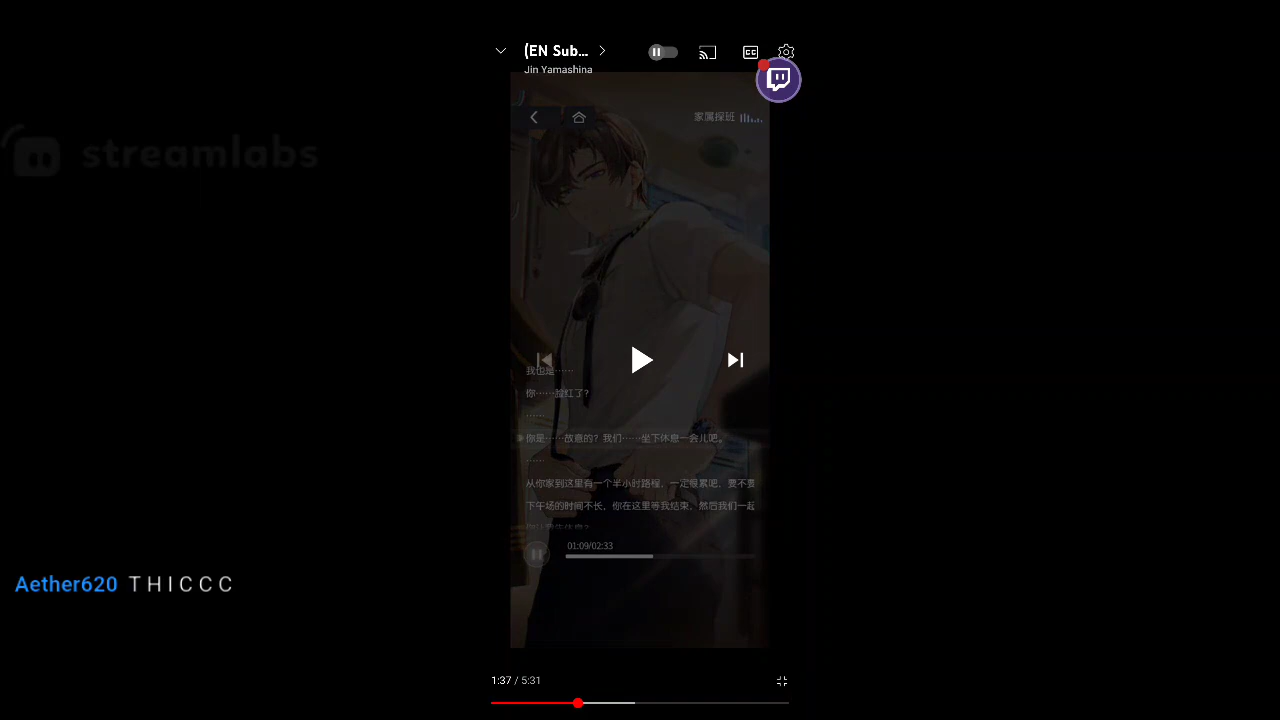 (EN Sub...
Jin Yamashina
家属探班
streamlabs
我也是……
你……脸红了?
……
你是……故意的? 我们……坐下休息一会儿吧。
……
从你家到这里有一个半小时路程, 一定很累吧, 要不要
下午场的时间不长, 你在这里等我结束, 然后我们一起
01:09/02:33
Aether620 T H I C C C
1:37 / 5:31